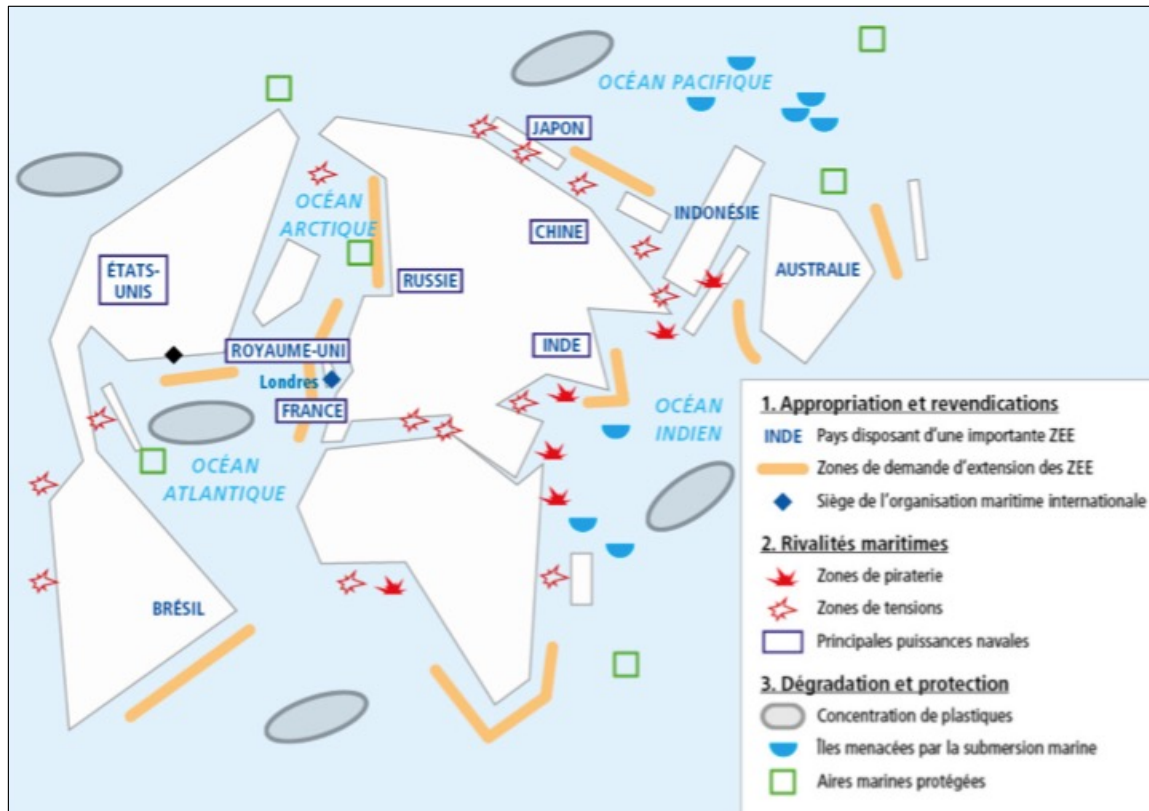 OCÉAN PACIFIQUE
JAPON
OCÉAN
ARCTIQUE
INDONÉSIE
CHINE
ÉTATS-
UNIS
RUSSIE
AUSTRALIE
ROYAUME-UNI
INDE
Londres
FRANCE
OCÉAN
INDIEN
OCÉAN
ATLANTIQUE
BRÉSIL
1. Appropriation et revendications
INDE Pays disposant d'une importante ZEE
Zones de demande d'extension des ZEE
Siège de l'organisation maritime internationale
2. Rivalités maritimes
Zones de piraterie
Zones de tensions
Principales puissances navales
3. Dégradation et protection
Concentration de plastiques
Îles menacées par la submersion marine
Aires marines protégées